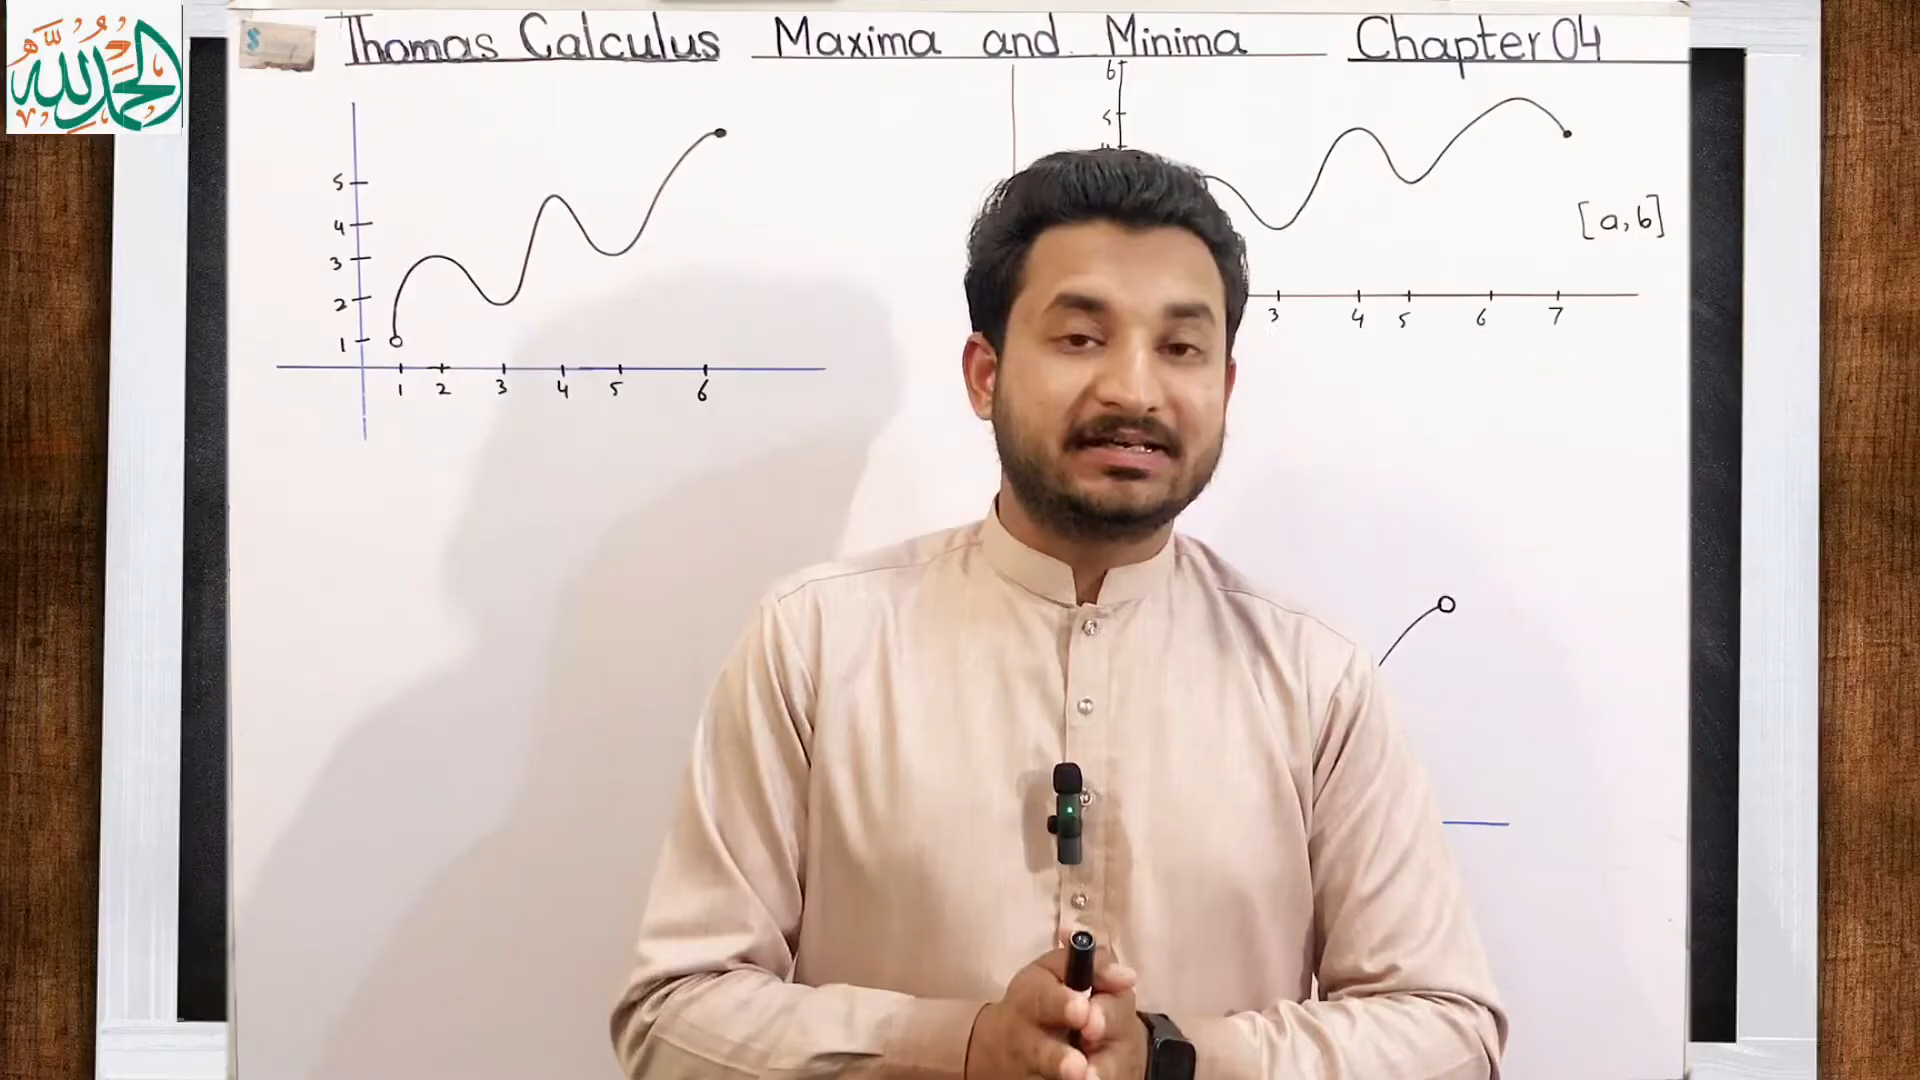 الحمد لله
Thomas Calculus Maxima and Minima Chapter 04
5
4
3
2
1
1 2 3 4 5 6
6
5
[a,b]
3 4 5 6 7